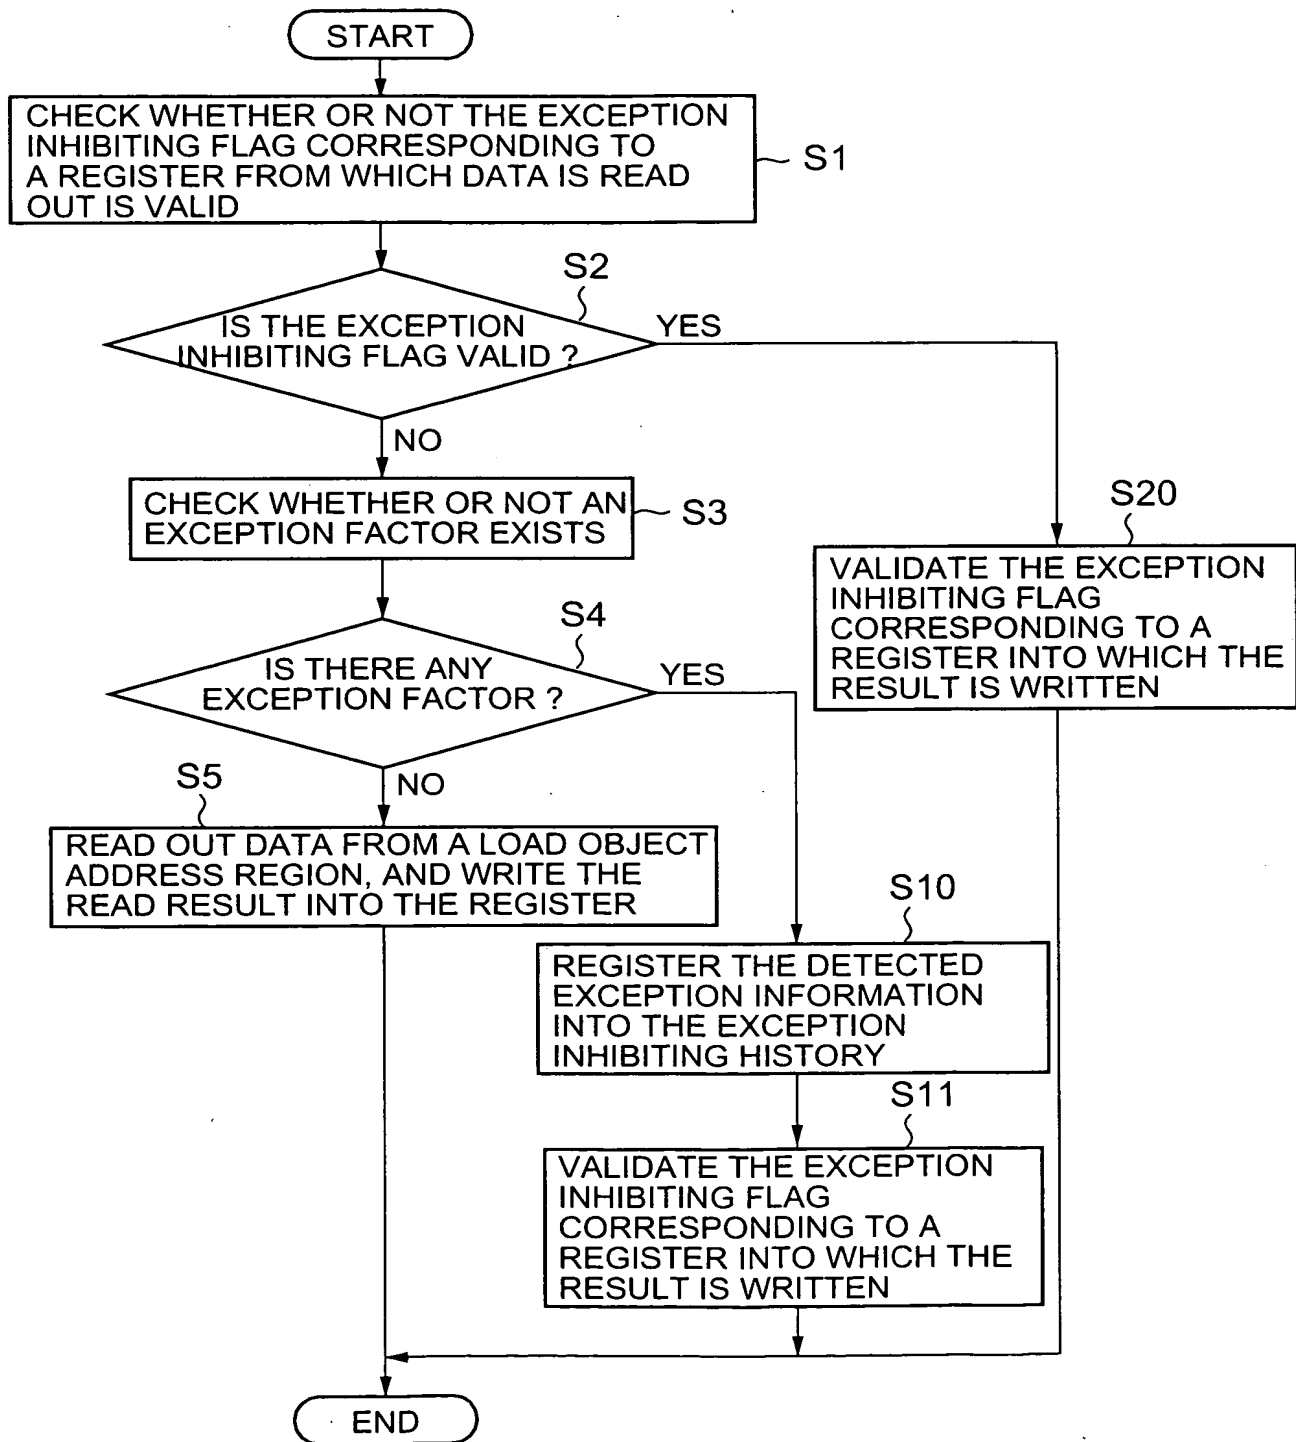 START
CHECK WHETHER OR NOT THE EXCEPTION
INHIBITING FLAG CORRESPONDING TO
A REGISTER FROM WHICH DATA IS READ
OUT IS VALID
S1
S2
IS THE EXCEPTION
INHIBITING FLAG VALID ?
YES
NO
CHECK WHETHER OR NOT AN
EXCEPTION FACTOR EXISTS
S3
S20
VALIDATE THE EXCEPTION
INHIBITING FLAG
CORRESPONDING TO A
REGISTER INTO WHICH THE
RESULT IS WRITTEN
S4
IS THERE ANY
EXCEPTION FACTOR ?
YES
NO
S5
READ OUT DATA FROM A LOAD OBJECT
ADDRESS REGION, AND WRITE THE
READ RESULT INTO THE REGISTER
S10
REGISTER THE DETECTED
EXCEPTION INFORMATION
INTO THE EXCEPTION
INHIBITING HISTORY
S11
VALIDATE THE EXCEPTION
INHIBITING FLAG
CORRESPONDING TO A
REGISTER INTO WHICH THE
RESULT IS WRITTEN
END